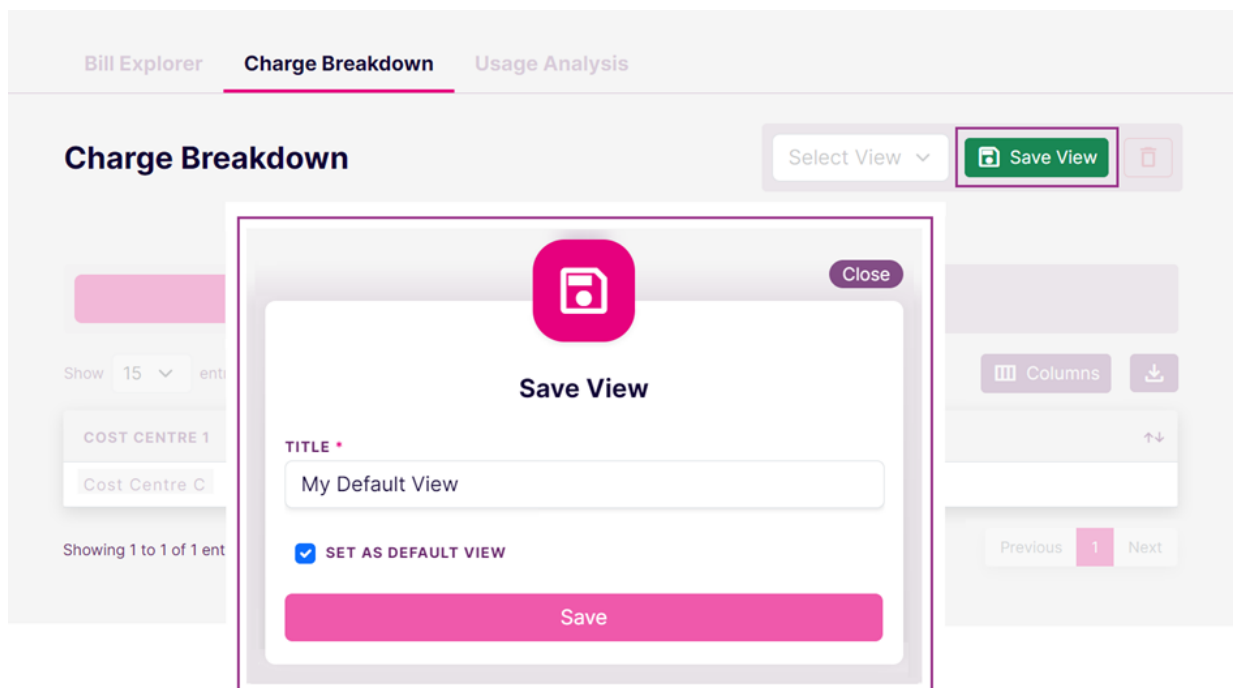 Bill Explorer Charge Breakdown Usage Analysis
Charge Breakdown
Select View Save View
Close
Save View
Show 15
Columns
COST CENTRE 1
TITLE *
Cost Centre C
My Default View
SET AS DEFAULT VIEW
Showing 1 to 1 of 1
Previous 1 Next
Save